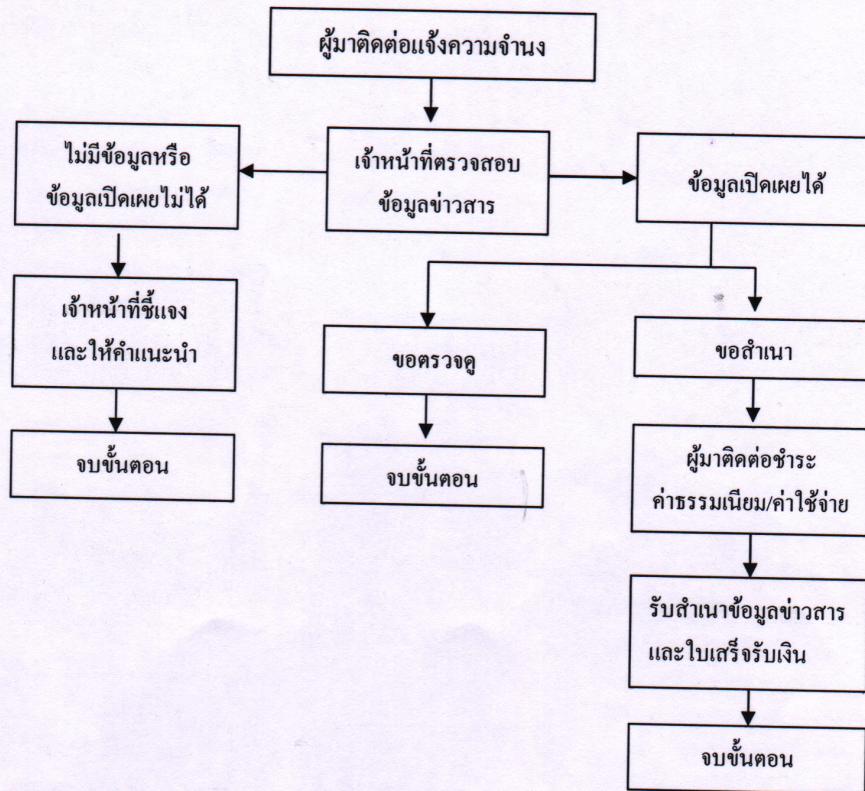 ผู้มาติดต่อแจ้งความจำนง
ไม่มีข้อมูลหรือ
ข้อมูลเปิดเผยไม่ได้
เจ้าหน้าที่ตรวจสอบ
ข้อมูลข่าวสาร
ข้อมูลเปิดเผยได้
เจ้าหน้าที่ชี้แจง
และให้คำแนะนำ
ขอตรวจดู
ขอสำเนา
จบขั้นตอน
จบขั้นตอน
ผู้มาติดต่อชำระ
ค่าธรรมเนียม/ค่าใช้จ่าย
รับสำเนาข้อมูลข่าวสาร
และใบเสร็จรับเงิน
จบขั้นตอน